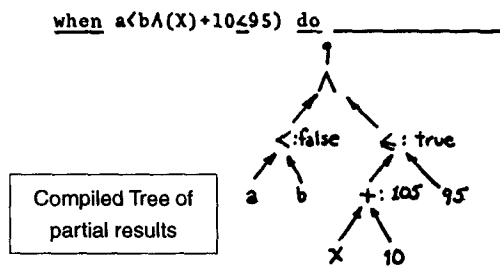 when a<b∧(X)+10≤95) do
∧
<:false ≤: true
a b +: 105 95
X 10
Compiled Tree of
partial results